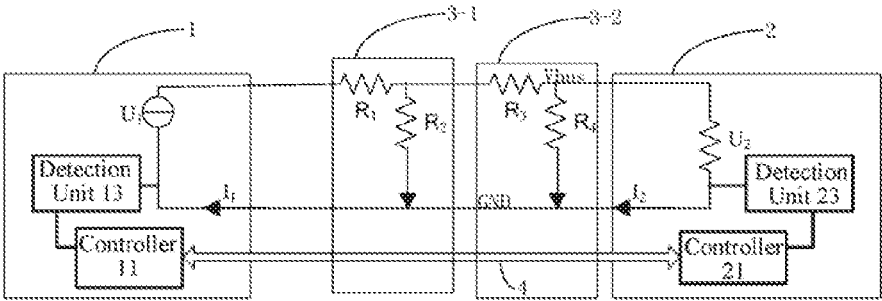 1
3-1
3-2
2
U1
R1
R2
R3
Vbus
R4
U2
Detection
Unit 13
I1
GND
I2
Detection
Unit 23
Controller
11
Controller
21
4